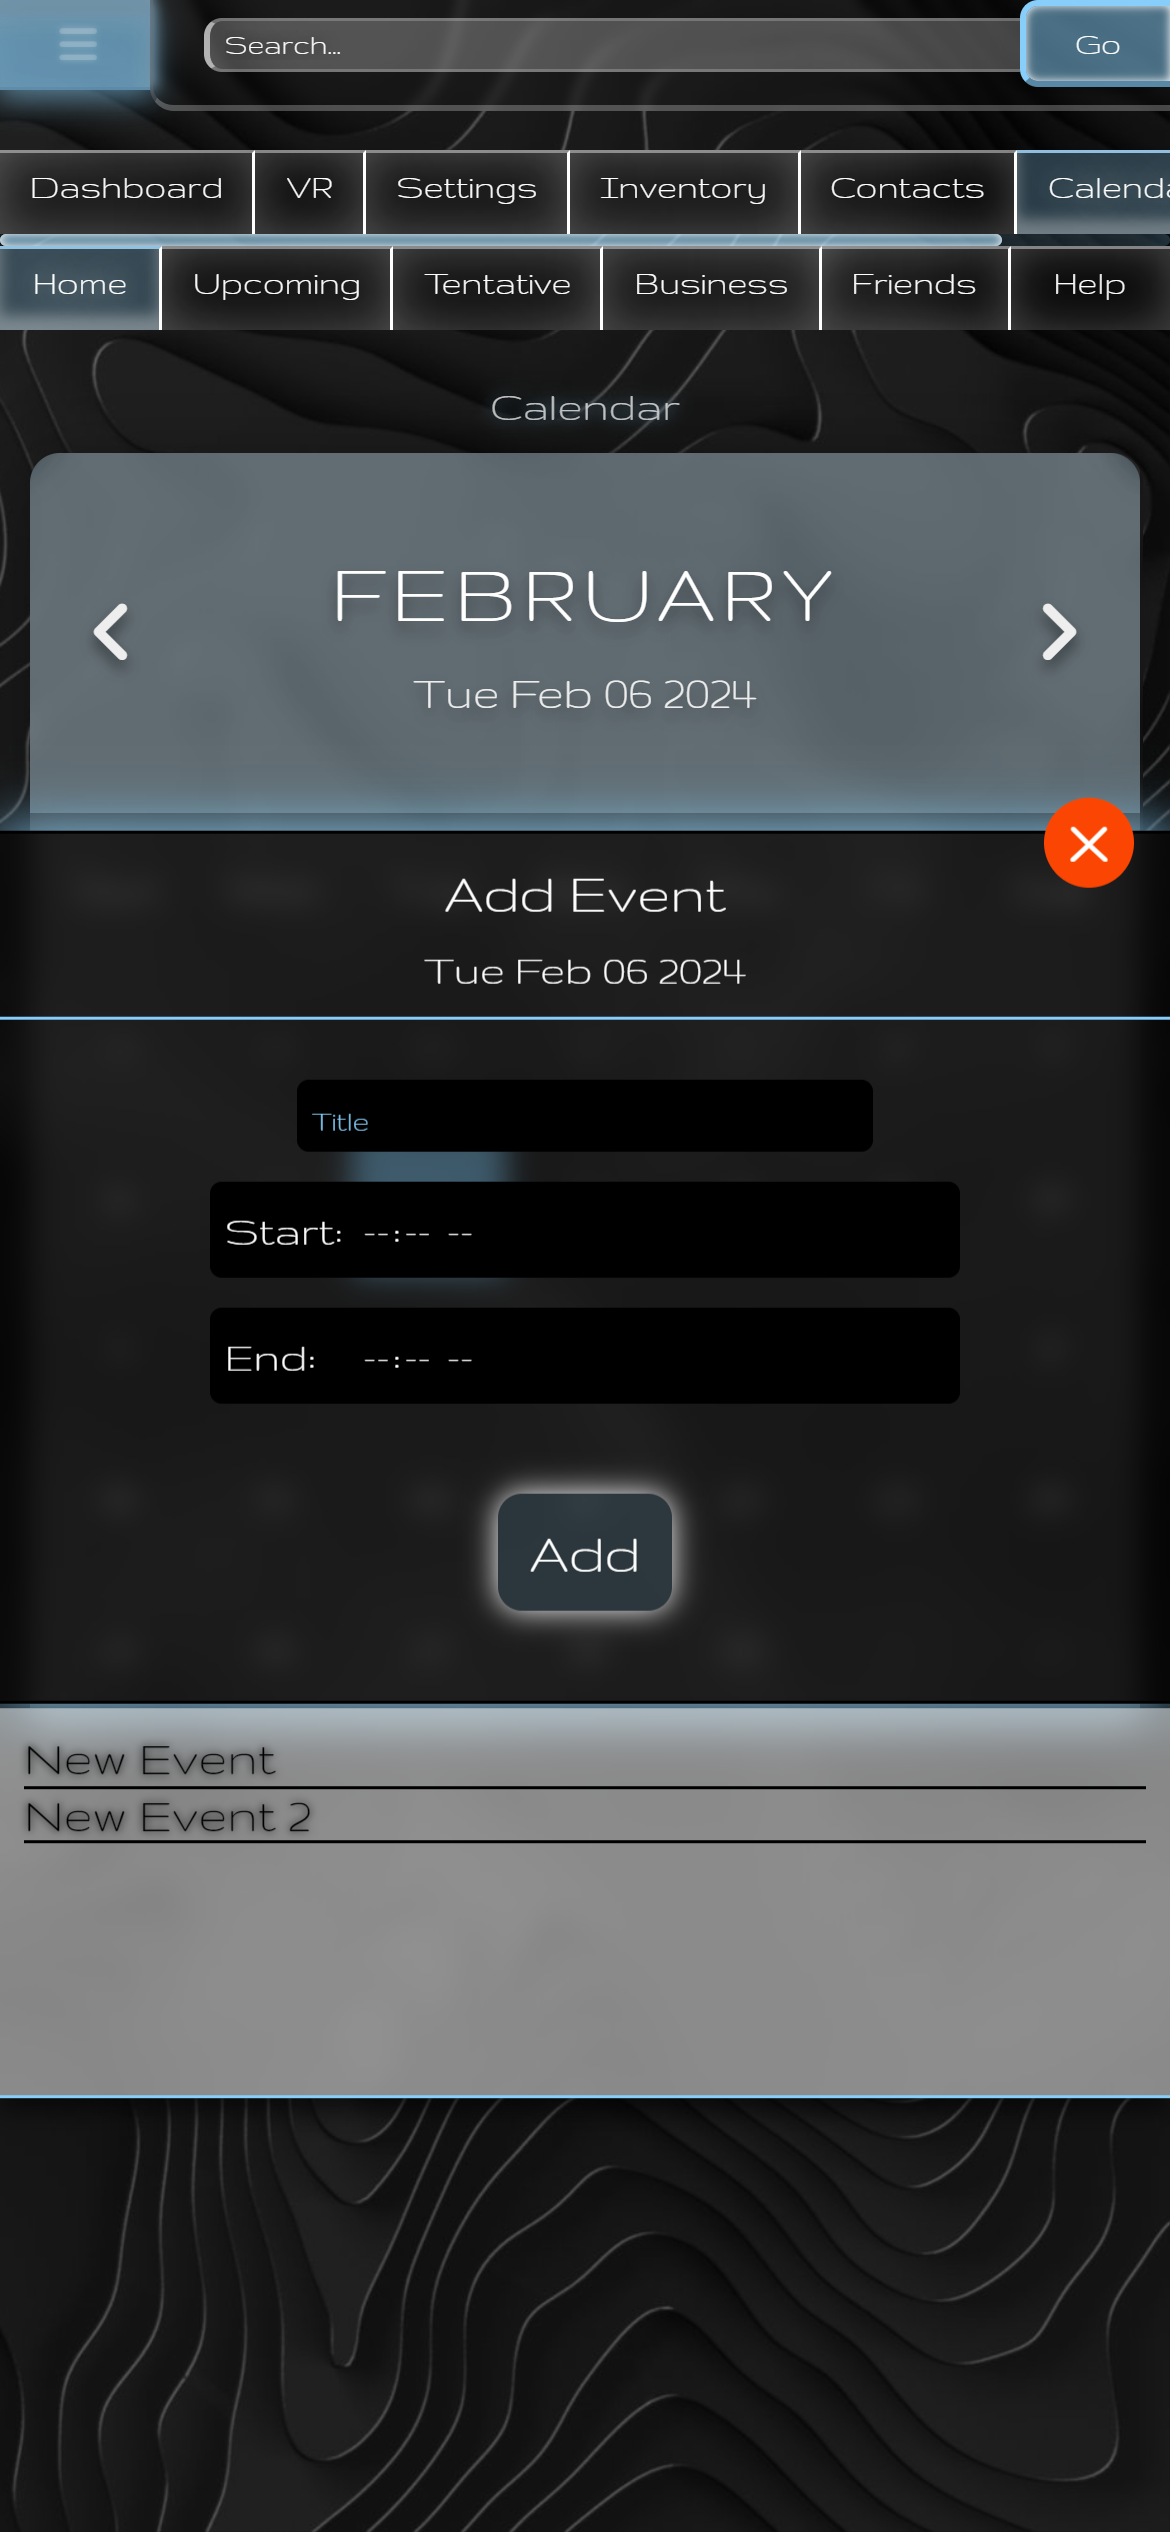 Search...
Go
Dashboard VR Settings Inventory Contacts Calenda
Home Upcoming Tentative Business Friends Help
Calendar
FEBRUARY
Tue Feb 06 2024
Add Event
Tue Feb 06 2024
Title
Start: --:-- --
End: --:-- --
Add
New Event
New Event 2